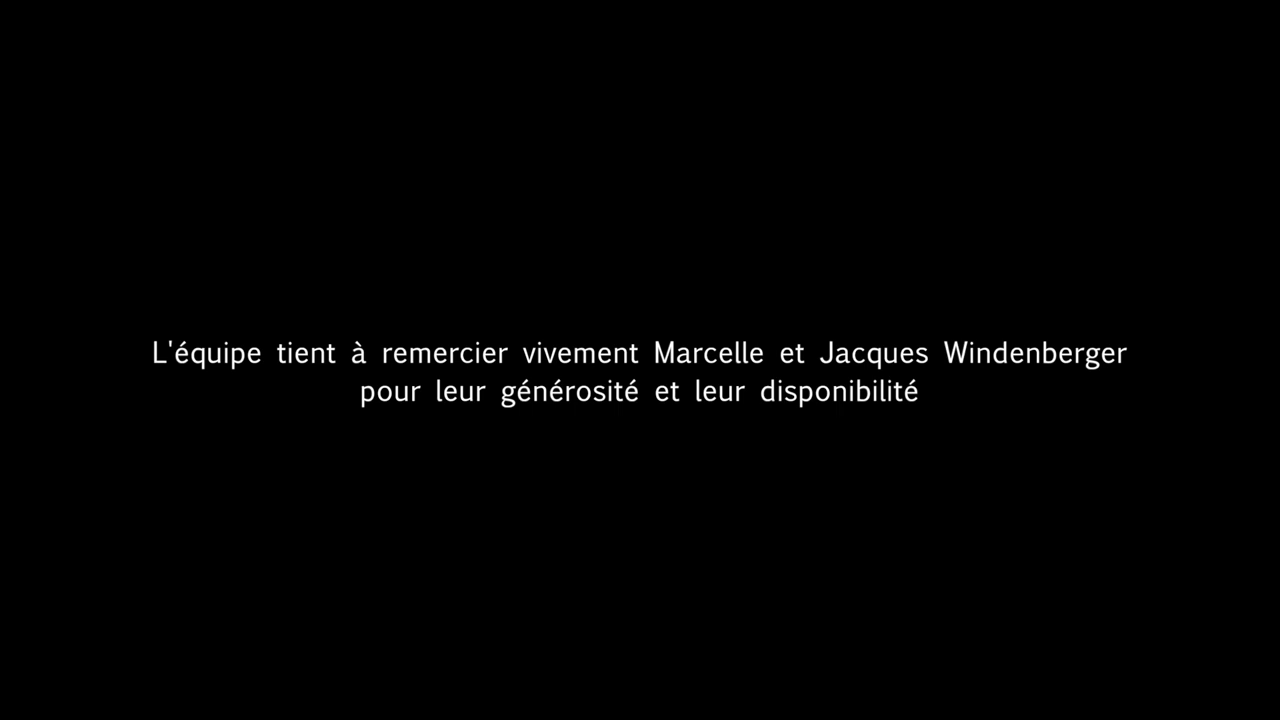 L'équipe tient à remercier vivement Marcelle et Jacques Windenberger
pour leur générosité et leur disponibilité